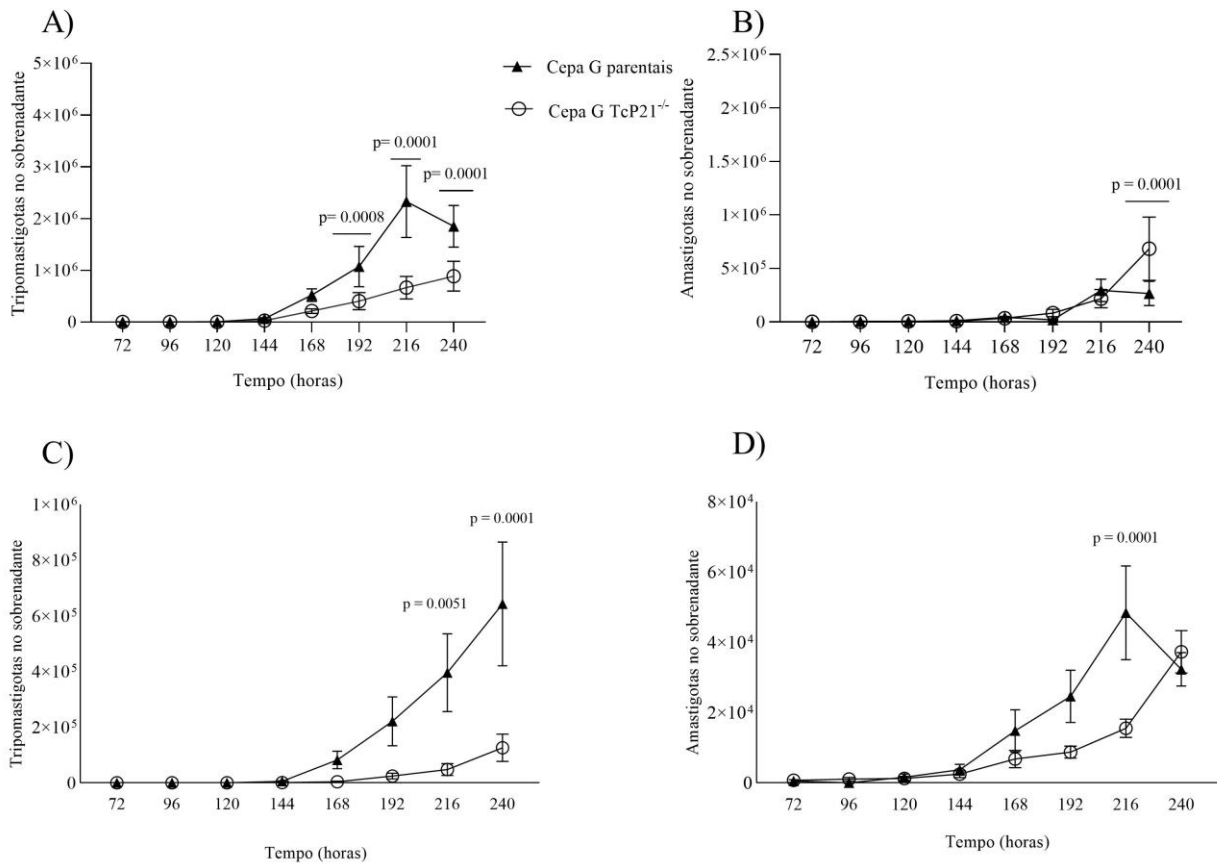 A)
Tripomastigotas no sobrenadante
5×10⁶
4×10⁶
3×10⁶
2×10⁶
1×10⁶
0
p= 0.0008
p= 0.0001
p= 0.0001
72 96 120 144 168 192 216 240
Tempo (horas)
Cepa G parentais
Cepa G TcP21⁻/⁻
B)
Amastigotas no sobrenadante
2.5×10⁶
2×10⁶
1.5×10⁶
1×10⁶
5×10⁵
0
p = 0.0001
72 96 120 144 168 192 216 240
Tempo (horas)
C)
Tripomastigotas no sobrenadante
1×10⁶
8×10⁵
6×10⁵
4×10⁵
2×10⁵
0
p = 0.0051
p = 0.0001
72 96 120 144 168 192 216 240
Tempo (horas)
D)
Amastigotas no sobrenadante
8×10⁴
6×10⁴
4×10⁴
2×10⁴
0
p = 0.0001
72 96 120 144 168 192 216 240
Tempo (horas)